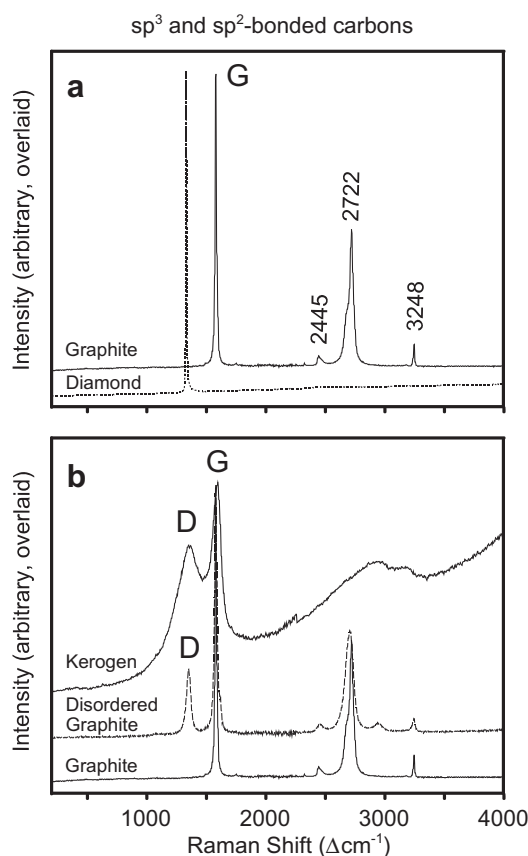 sp³ and sp²-bonded carbons
a
G
2722
2445
3248
Graphite
Diamond
Intensity (arbitrary, overlaid)
b
G
D
Kerogen
D
Disordered
Graphite
Graphite
Intensity (arbitrary, overlaid)
1000 2000 3000 4000
Raman Shift (Δcm⁻¹)